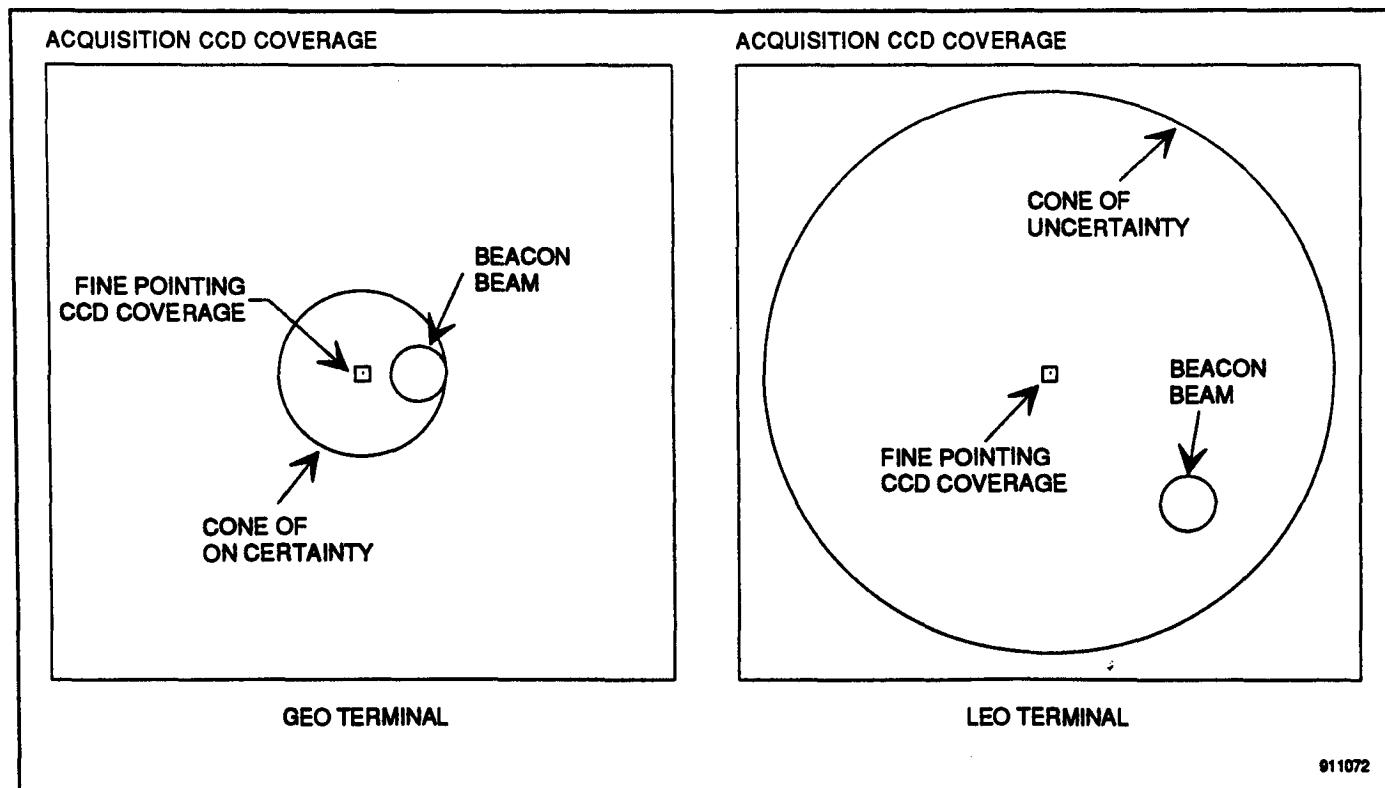 ACQUISITION CCD COVERAGE
FINE POINTING
CCD COVERAGE
BEACON
BEAM
CONE OF
ON CERTAINTY
GEO TERMINAL
ACQUISITION CCD COVERAGE
CONE OF
UNCERTAINTY
BEACON
BEAM
FINE POINTING
CCD COVERAGE
LEO TERMINAL
911072